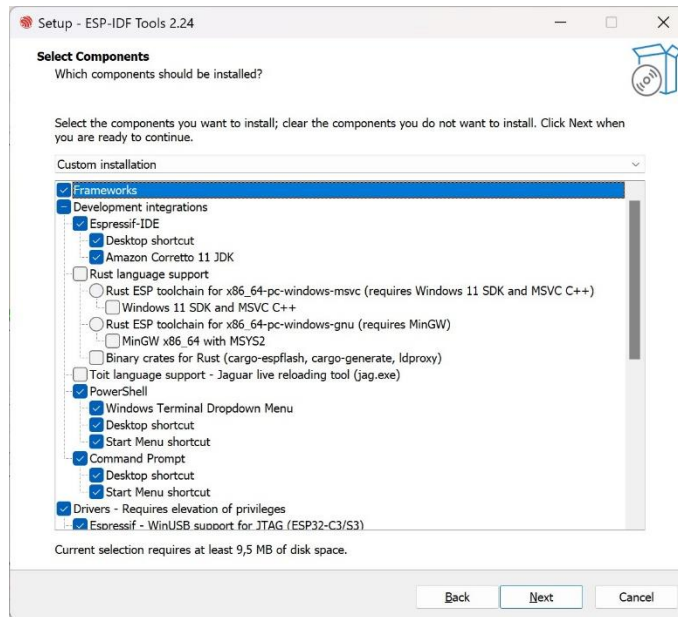 Setup - ESP-IDF Tools 2.24
Select Components
Which components should be installed?
Select the components you want to install; clear the components you do not want to install. Click Next when
you are ready to continue.
Custom installation
Frameworks
Development integrations
Espressif-IDE
Desktop shortcut
Amazon Corretto 11 JDK
Rust language support
Rust ESP toolchain for x86_64-pc-windows-msvc (requires Windows 11 SDK and MSVC C++)
Windows 11 SDK and MSVC C++
Rust ESP toolchain for x86_64-pc-windows-gnu (requires MinGW)
MinGW x86_64 with MSYS2
Binary crates for Rust (cargo-espflash, cargo-generate, ldproxy)
Toit language support - Jaguar live reloading tool (jag.exe)
PowerShell
Windows Terminal Dropdown Menu
Desktop shortcut
Start Menu shortcut
Command Prompt
Desktop shortcut
Start Menu shortcut
Drivers - Requires elevation of privileges
Espressif - WinUSB support for JTAG (ESP32-C3/S3)
Current selection requires at least 9,5 MB of disk space.
Back Next Cancel